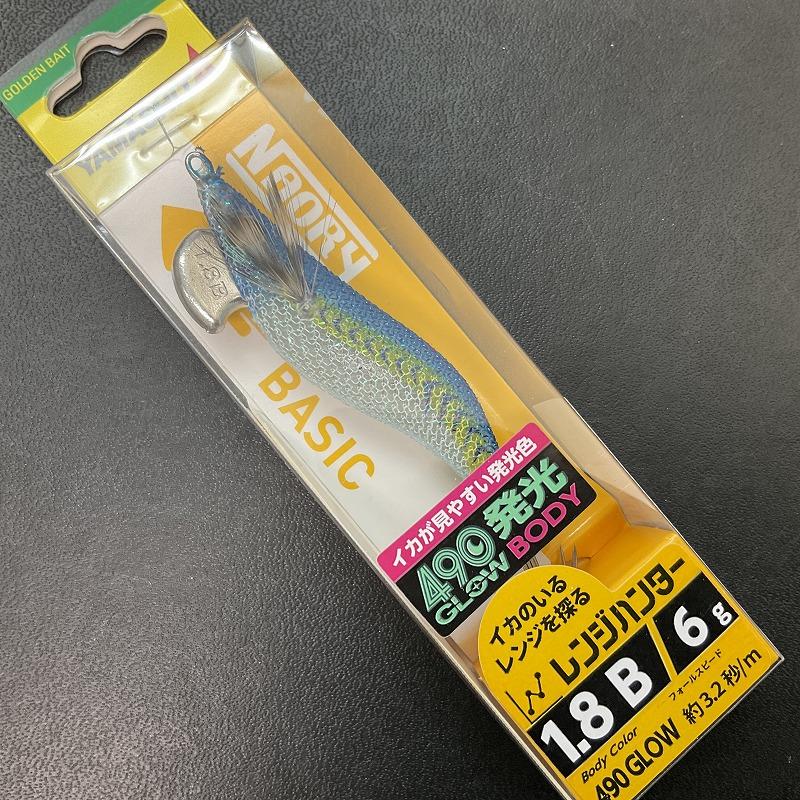 GOLDEN BAIT
YAMASHITA
NAORY
1.8B
BASIC
イカが見やすい発光色
490発光
GLOW BODY
イカのいる
レンジを探る
レンジハンター
1.8 B / 6 g
フォールスピード
約3.2秒/m
Body Color
490 GLOW